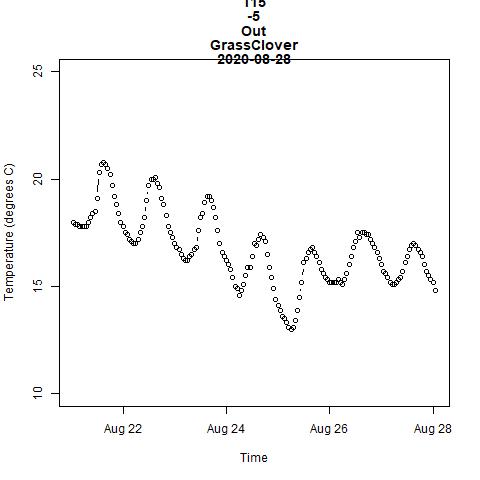 T15
-5
Out
GrassClover
2020-08-28
25
20
15
10
Temperature (degrees C)
Aug 22
Aug 24
Aug 26
Aug 28
Time